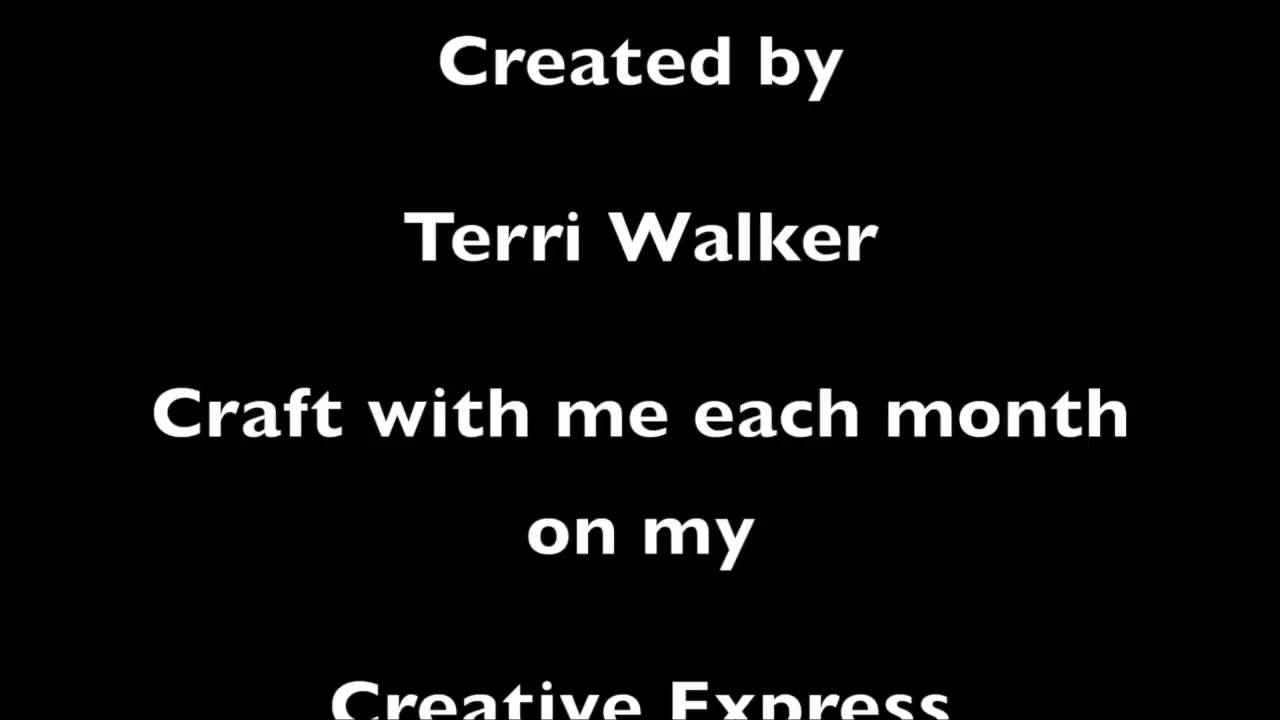 Created by
Terri Walker
Craft with me each month
on my
Creative Express